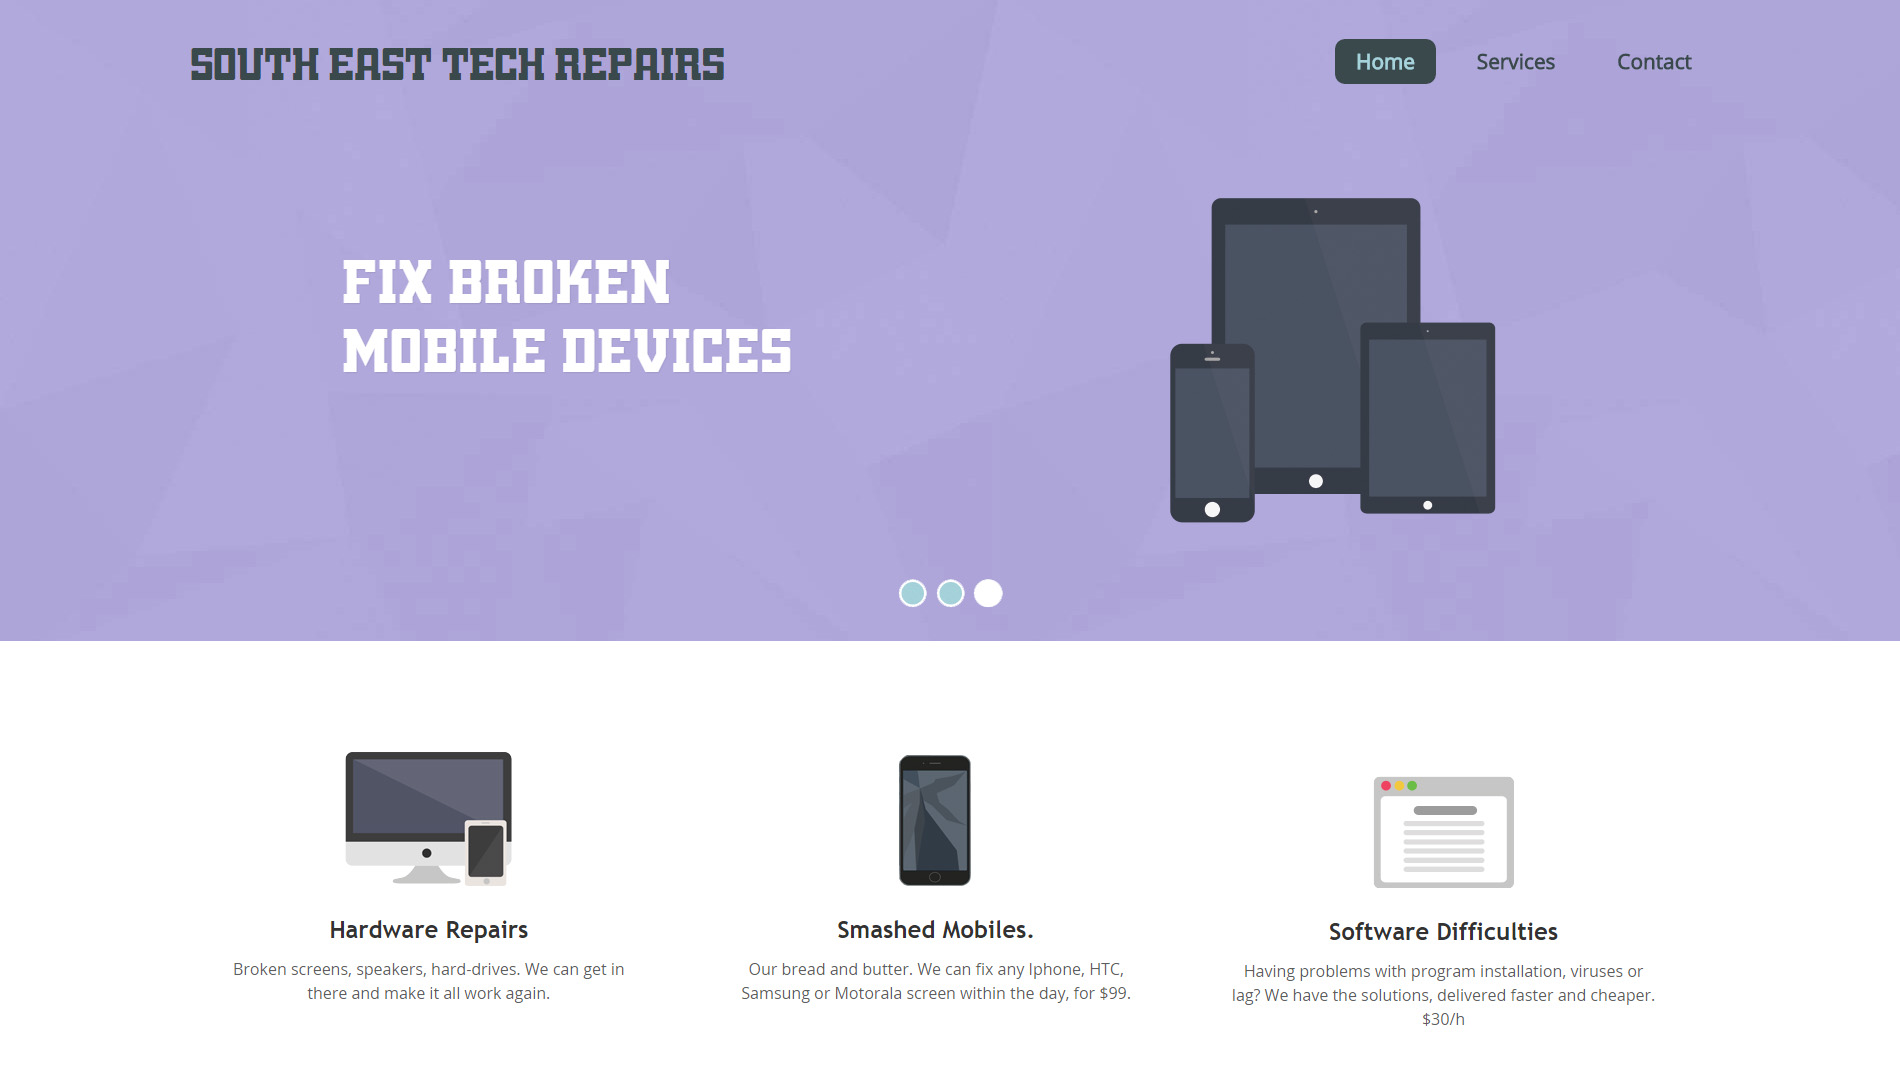 SOUTH EAST TECH REPAIRS
Home Services Contact
FIX BROKEN
MOBILE DEVICES
Hardware Repairs
Broken screens, speakers, hard-drives. We can get in
there and make it all work again.
Smashed Mobiles.
Our bread and butter. We can fix any Iphone, HTC,
Samsung or Motorala screen within the day, for $99.
Software Difficulties
Having problems with program installation, viruses or
lag? We have the solutions, delivered faster and cheaper.
$30/h